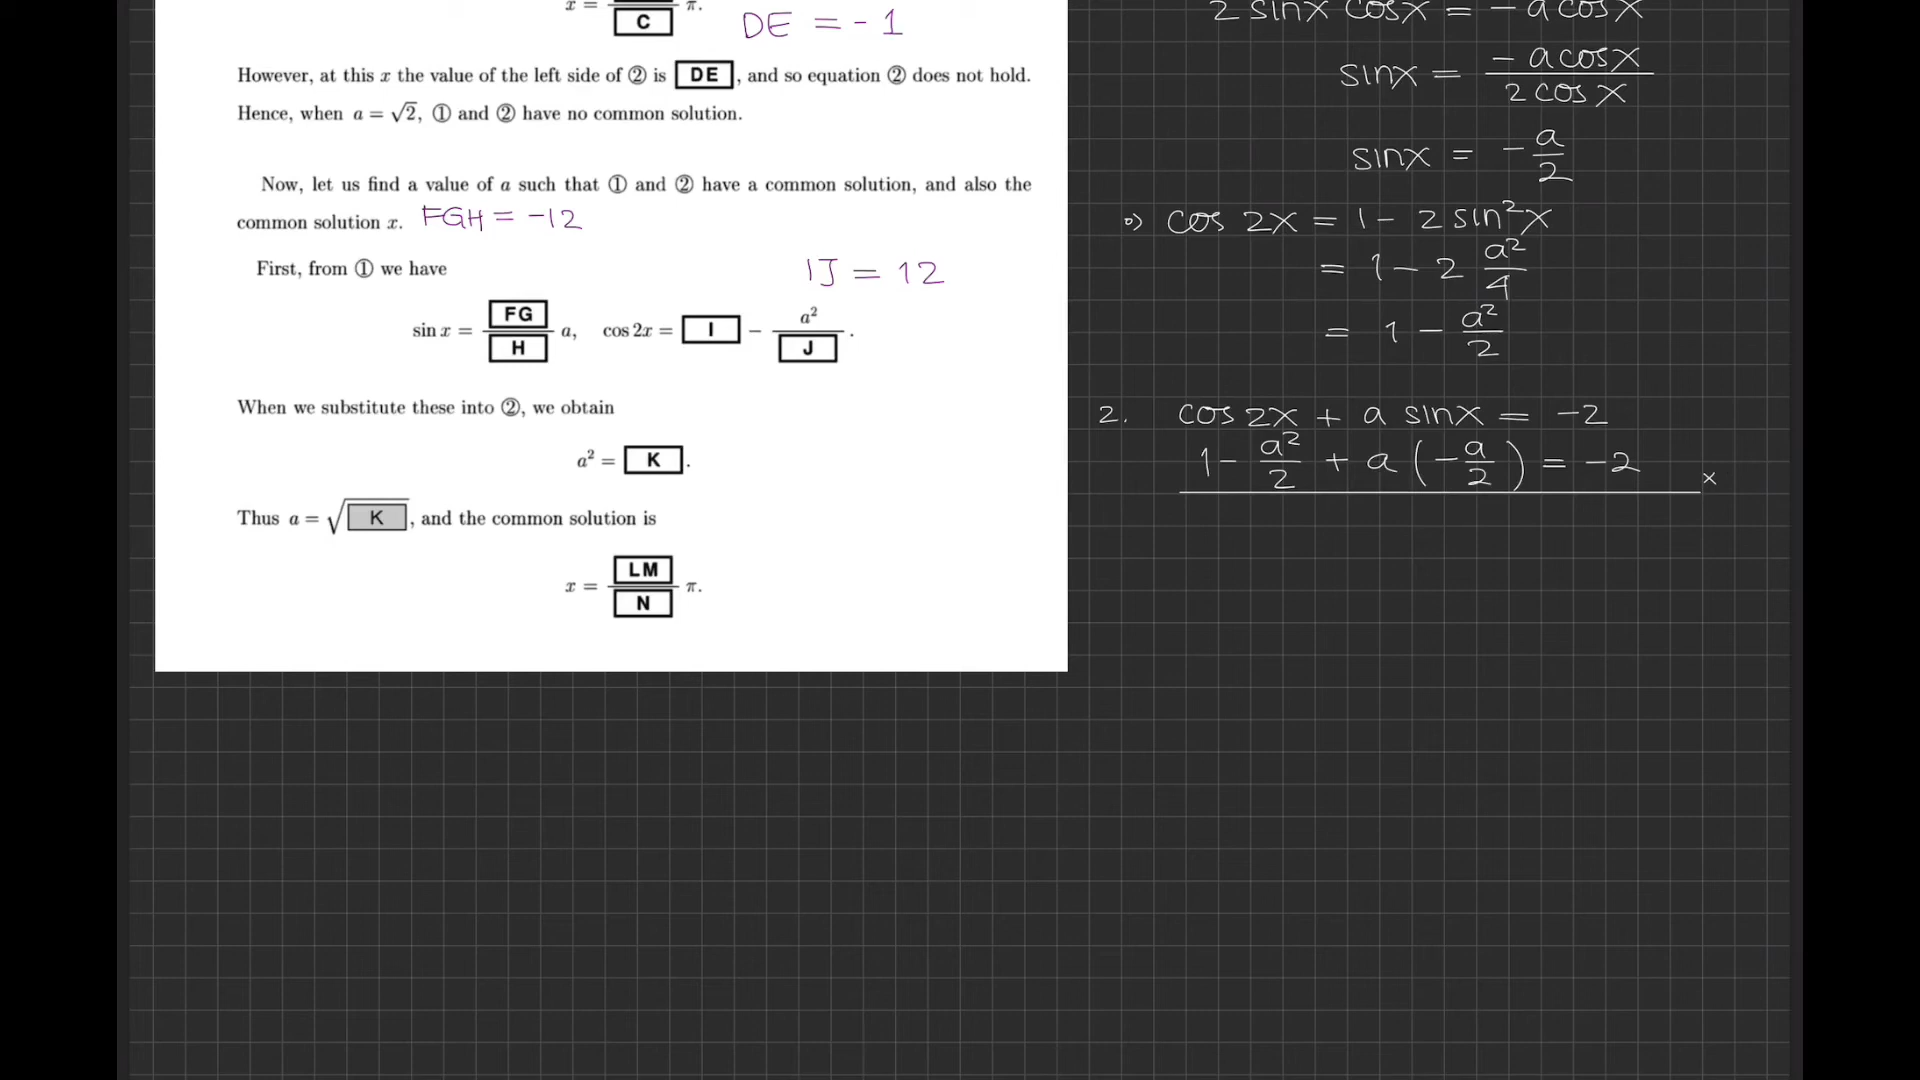 x = / C π.
DE = -1
However, at this x the value of the left side of ② is DE, and so equation ② does not hold.
Hence, when a = √2, ① and ② have no common solution.
Now, let us find a value of a such that ① and ② have a common solution, and also the
common solution x. FGH = -12
First, from ① we have
IJ = 12
sin x = FG / H a, cos 2x = I − a² / J .
When we substitute these into ②, we obtain
a² = K .
Thus a = √K , and the common solution is
x = LM / N π.
2 sinx cosx = - a cosx
sinx = - a cosx / 2 cosx
sinx = - a/2
o) cos 2x = 1 - 2 sin²x
= 1 - 2 a²/4
= 1 - a²/2
2. cos 2x + a sinx = -2
1 - a²/2 + a (- a/2) = -2 x